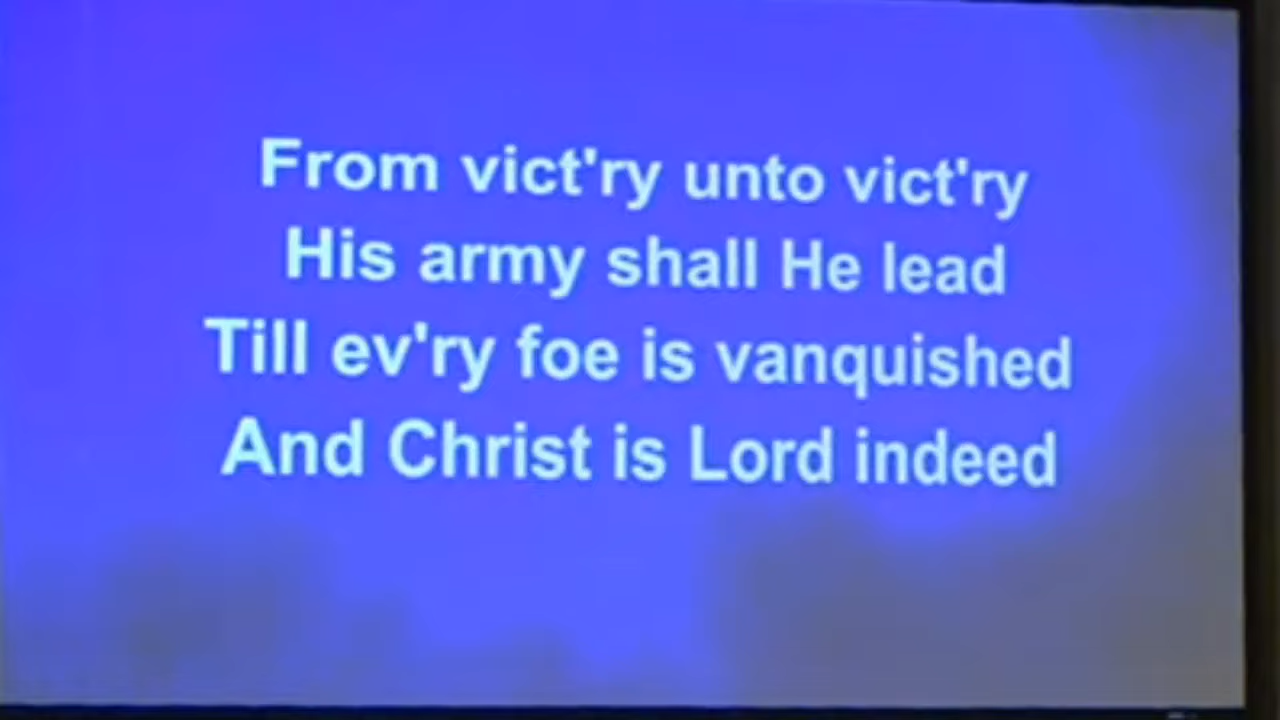 From vict'ry unto vict'ry
His army shall He lead
Till ev'ry foe is vanquished
And Christ is Lord indeed